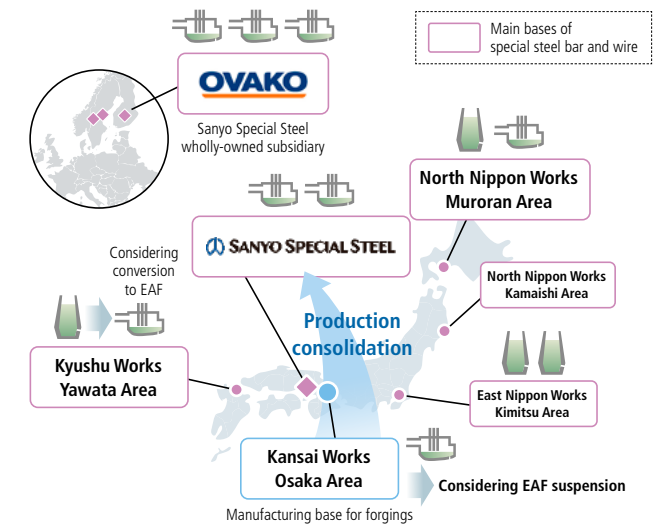 Main bases of
special steel bar and wire
OVAKO
Sanyo Special Steel
wholly-owned subsidiary
North Nippon Works
Muroran Area
SANYO SPECIAL STEEL
Considering
conversion
to EAF
North Nippon Works
Kamaishi Area
Production
consolidation
Kyushu Works
Yawata Area
East Nippon Works
Kimitsu Area
Kansai Works
Osaka Area
Considering EAF suspension
Manufacturing base for forgings